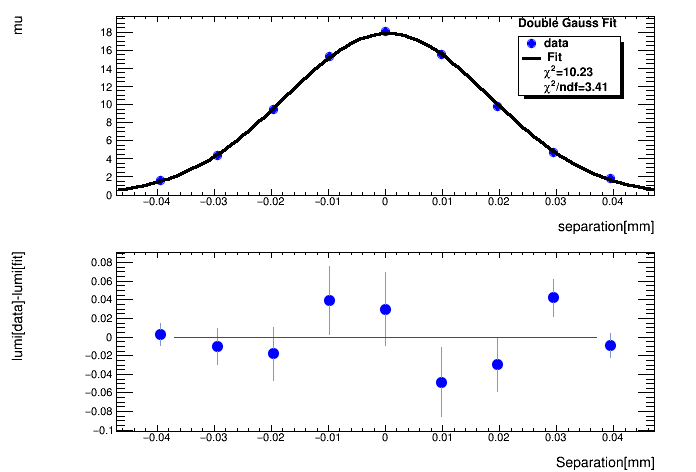 Double Gauss Fit
mu
data
Fit
χ²=10.23
χ²/ndf=3.41
18
16
14
12
10
8
6
4
2
0
−0.04 −0.03 −0.02 −0.01 0 0.01 0.02 0.03 0.04
separation[mm]
lumi[data]-lumi[fit]
0.08
0.06
0.04
0.02
0
−0.02
−0.04
−0.06
−0.08
−0.1
−0.04 −0.03 −0.02 −0.01 0 0.01 0.02 0.03 0.04
Separation[mm]